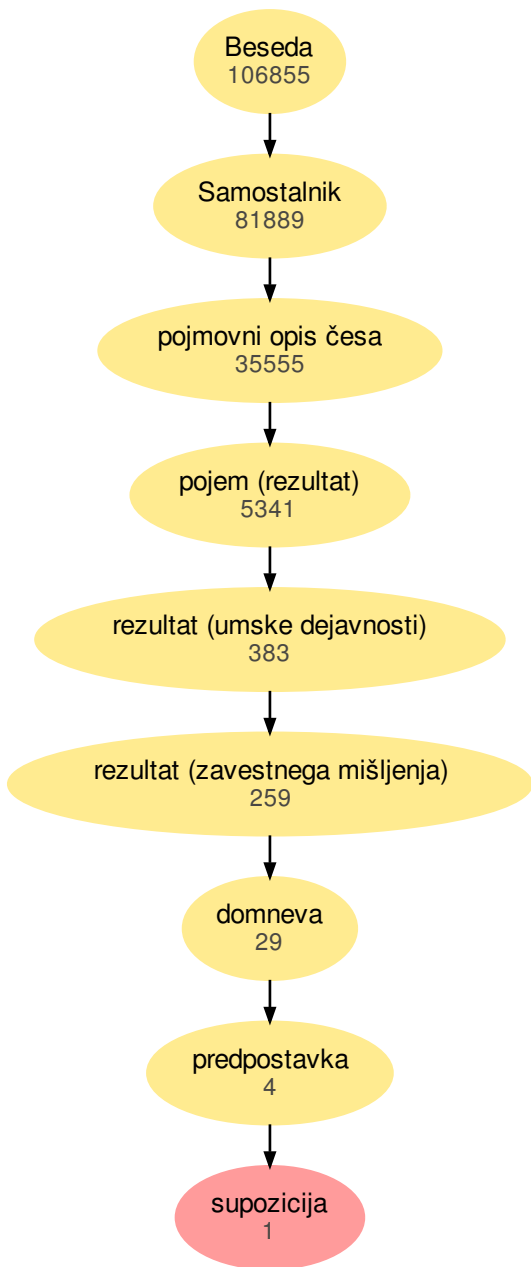 Beseda
106855
Samostalnik
81889
pojmovni opis česa
35555
pojem (rezultat)
5341
rezultat (umske dejavnosti)
383
rezultat (zavestnega mišljenja)
259
domneva
29
predpostavka
4
supozicija
1